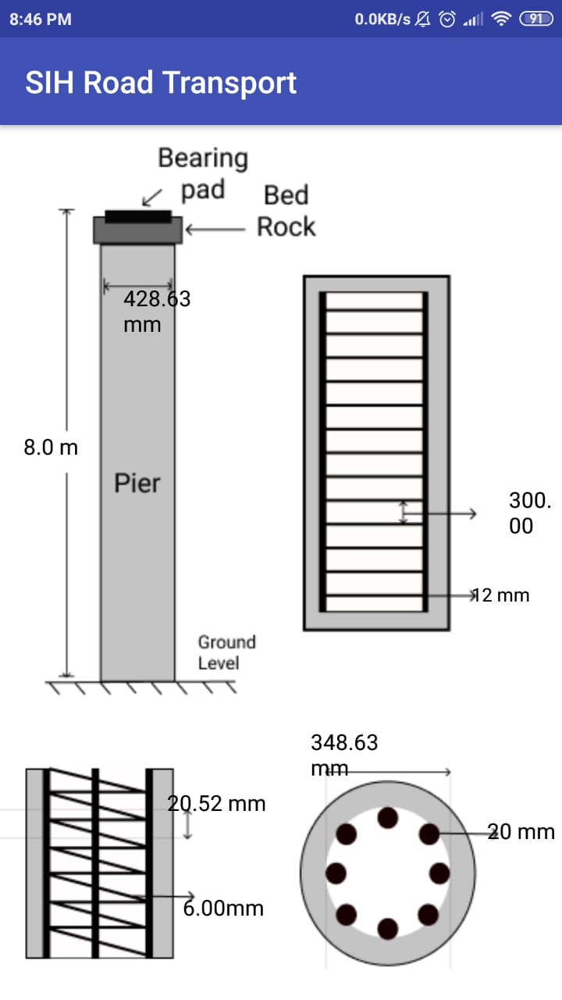 8:46 PM
0.0KB/s
91
SIH Road Transport
Bearing
pad
Bed
Rock
428.63
mm
8.0 m
Pier
300.
00
12 mm
Ground
Level
348.63
mm
20.52 mm
20 mm
6.00mm